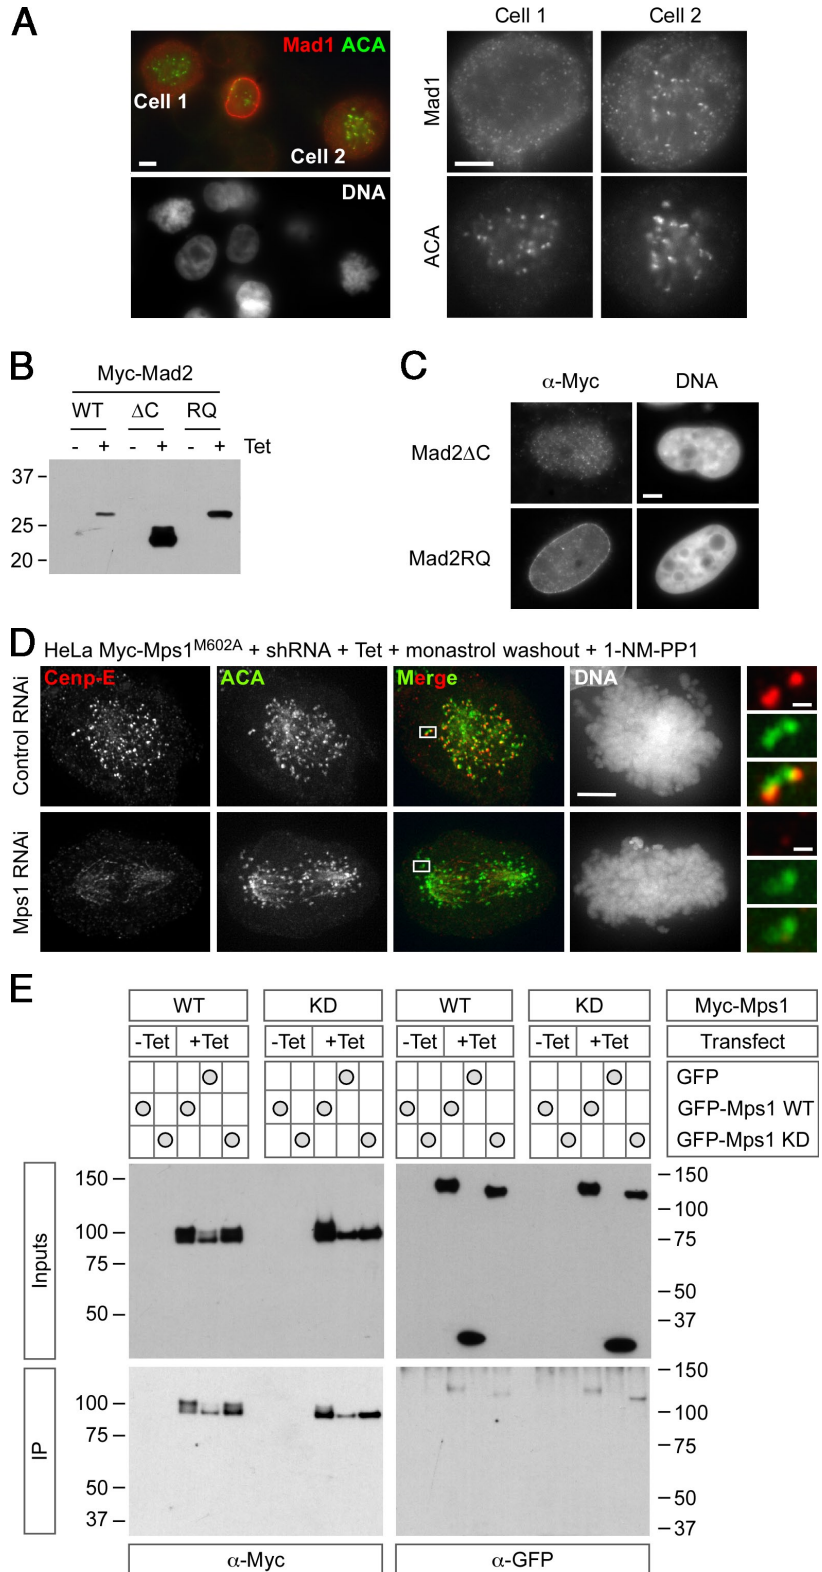 A
Cell 1
Cell 2
Mad1 ACA
Cell 1
Cell 2
DNA
Mad1
ACA
B
Myc-Mad2
WT ΔC RQ
- + - + - + Tet
37
25
20
C
α-Myc
DNA
Mad2ΔC
Mad2RQ
D
HeLa Myc-Mps1M602A + shRNA + Tet + monastrol washout + 1-NM-PP1
Control RNAi
Cenp-E
ACA
Merge
DNA
Mps1 RNAi
E
WT KD WT KD Myc-Mps1
-Tet +Tet -Tet +Tet -Tet +Tet -Tet +Tet Transfect
GFP
GFP-Mps1 WT
GFP-Mps1 KD
Inputs
150
100
75
50
150
100
75
50
37
IP
100
75
50
37
150
100
75
50
37
α-Myc
α-GFP